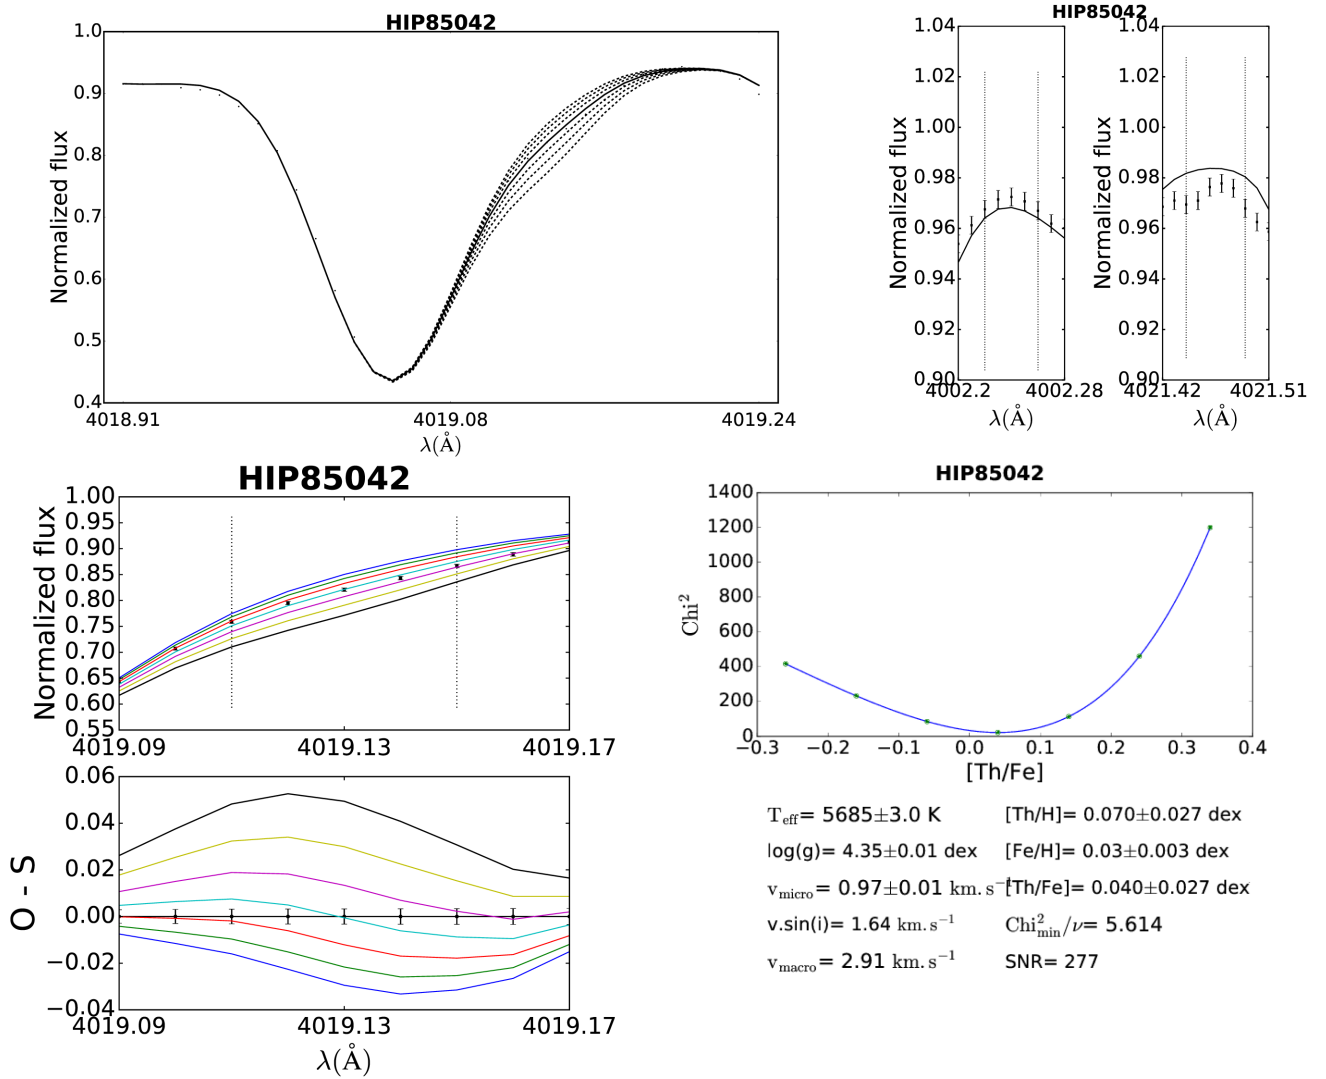 HIP85042
Normalized flux
1.0
0.9
0.8
0.7
0.6
0.5
0.4
4018.91
4019.08
4019.24
λ(Å)
HIP85042
Normalized flux
1.04
1.02
1.00
0.98
0.96
0.94
0.92
0.90
4002.2
4002.28
λ(Å)
Normalized flux
1.04
1.02
1.00
0.98
0.96
0.94
0.92
0.90
4021.42
4021.51
λ(Å)
HIP85042
Normalized flux
1.00
0.95
0.90
0.85
0.80
0.75
0.70
0.65
0.60
0.55
4019.09
4019.13
4019.17
O - S
0.06
0.04
0.02
0.00
−0.02
−0.04
4019.09
4019.13
4019.17
λ(Å)
HIP85042
Chi²
1400
1200
1000
800
600
400
200
0
−0.3
−0.2
−0.1
0.0
0.1
0.2
0.3
0.4
[Th/Fe]
T_eff= 5685±3.0 K
[Th/H]= 0.070±0.027 dex
log(g)= 4.35±0.01 dex
[Fe/H]= 0.03±0.003 dex
v_micro= 0.97±0.01 km.s⁻¹
[Th/Fe]= 0.040±0.027 dex
v.sin(i)= 1.64 km.s⁻¹
Chi²_min/ν= 5.614
v_macro= 2.91 km.s⁻¹
SNR= 277